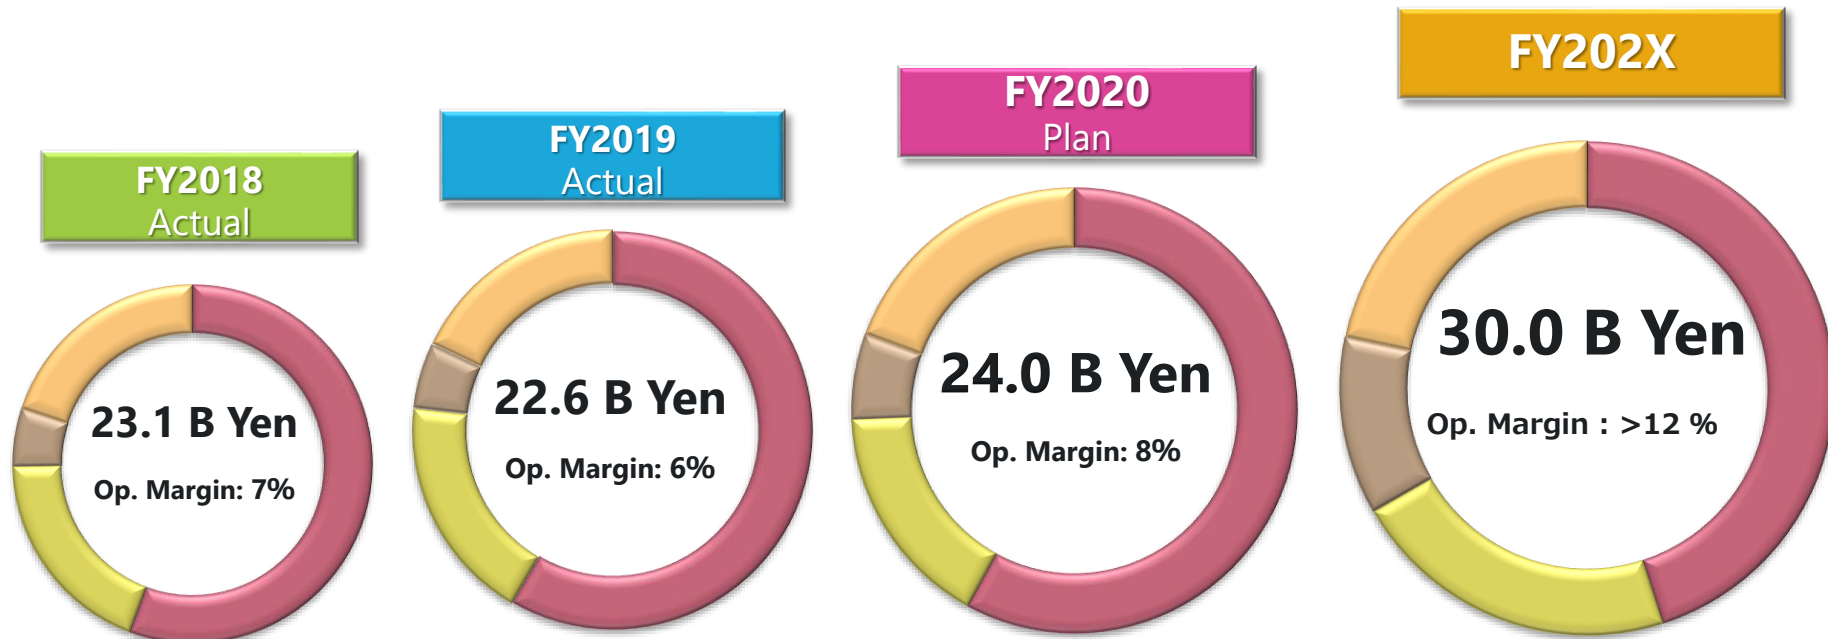 FY2018
Actual
23.1 B Yen
Op. Margin: 7%
FY2019
Actual
22.6 B Yen
Op. Margin: 6%
FY2020
Plan
24.0 B Yen
Op. Margin: 8%
FY202X
30.0 B Yen
Op. Margin : >12 %